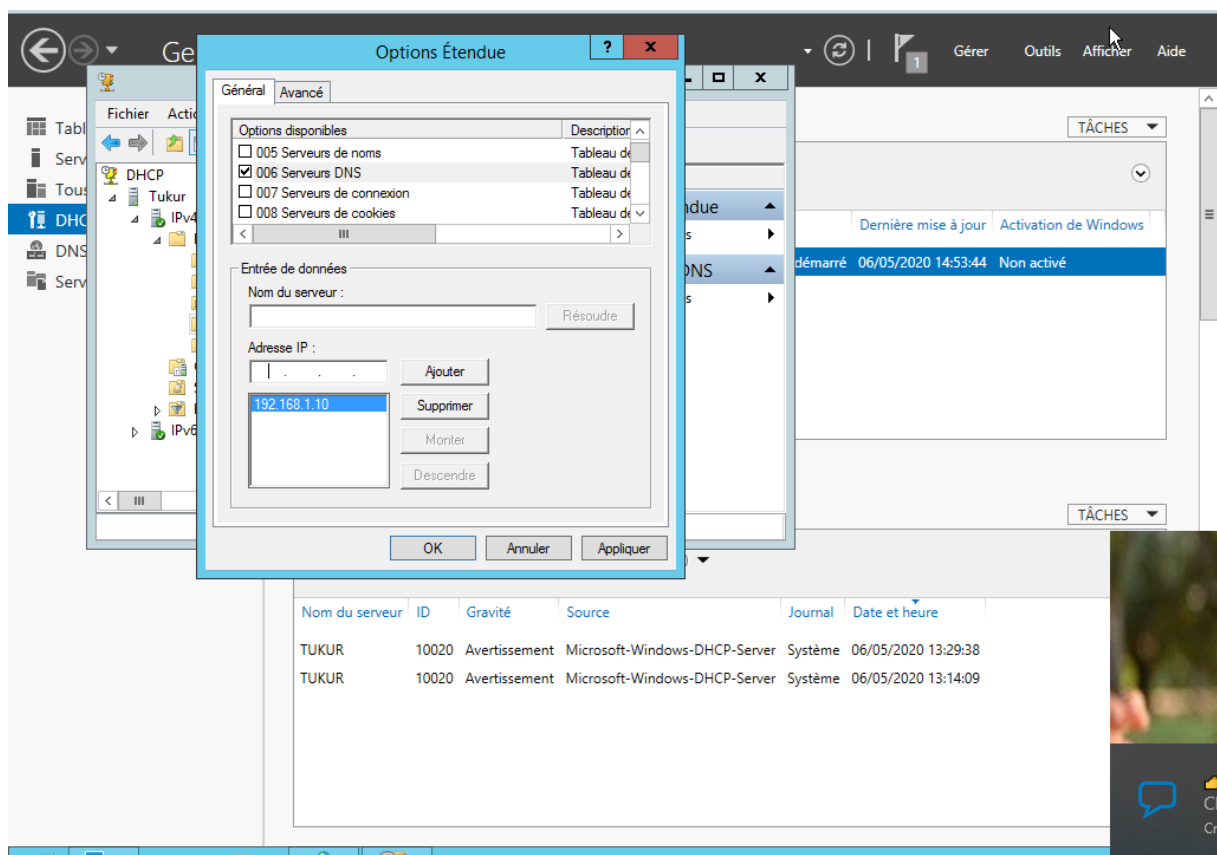 Ge
Gérer Outils Afficher Aide
1
Options Étendue
? x
Général Avancé
Options disponibles Description
005 Serveurs de noms Tableau de
006 Serveurs DNS Tableau de
007 Serveurs de connexion Tableau de
008 Serveurs de cookies Tableau de
Entrée de données
Nom du serveur :
Résoudre
Adresse IP :
. . .
Ajouter
192.168.1.10
Supprimer
Monter
Descendre
OK Annuler Appliquer
Fichier Actio
DHCP
Tukur
IPv4
IPv6
ndue
s
DNS
s
Tabl
Serv
Tous
DHC
DNS
Serv
TÂCHES
Dernière mise à jour Activation de Windows
démarré 06/05/2020 14:53:44 Non activé
TÂCHES
Nom du serveur ID Gravité Source Journal Date et heure
TUKUR 10020 Avertissement Microsoft-Windows-DHCP-Server Système 06/05/2020 13:29:38
TUKUR 10020 Avertissement Microsoft-Windows-DHCP-Server Système 06/05/2020 13:14:09
Cr